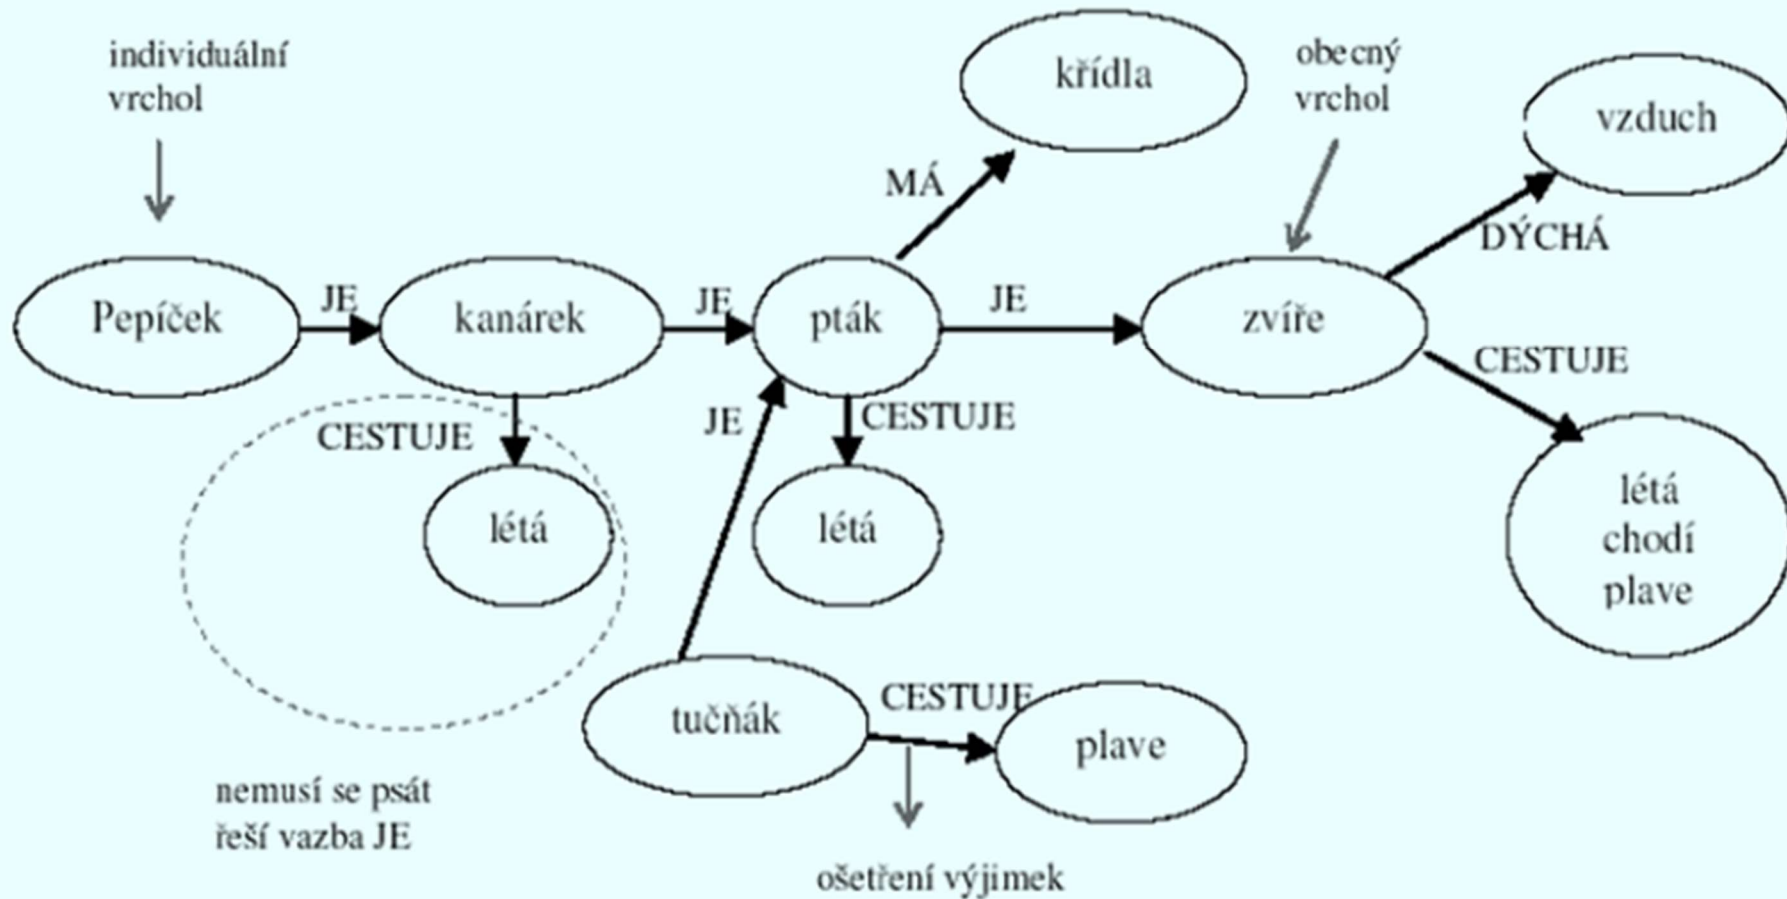 individuální
vrchol
křídla
obecný
vrchol
vzduch
MÁ
DÝCHÁ
Pepíček
JE
kanárek
JE
pták
JE
zvíře
CESTUJE
CESTUJE
JE
CESTUJE
létá
létá
létá
chodí
plave
tučňák
CESTUJE
plave
nemusí se psát
řeší vazba JE
ošetření výjimek